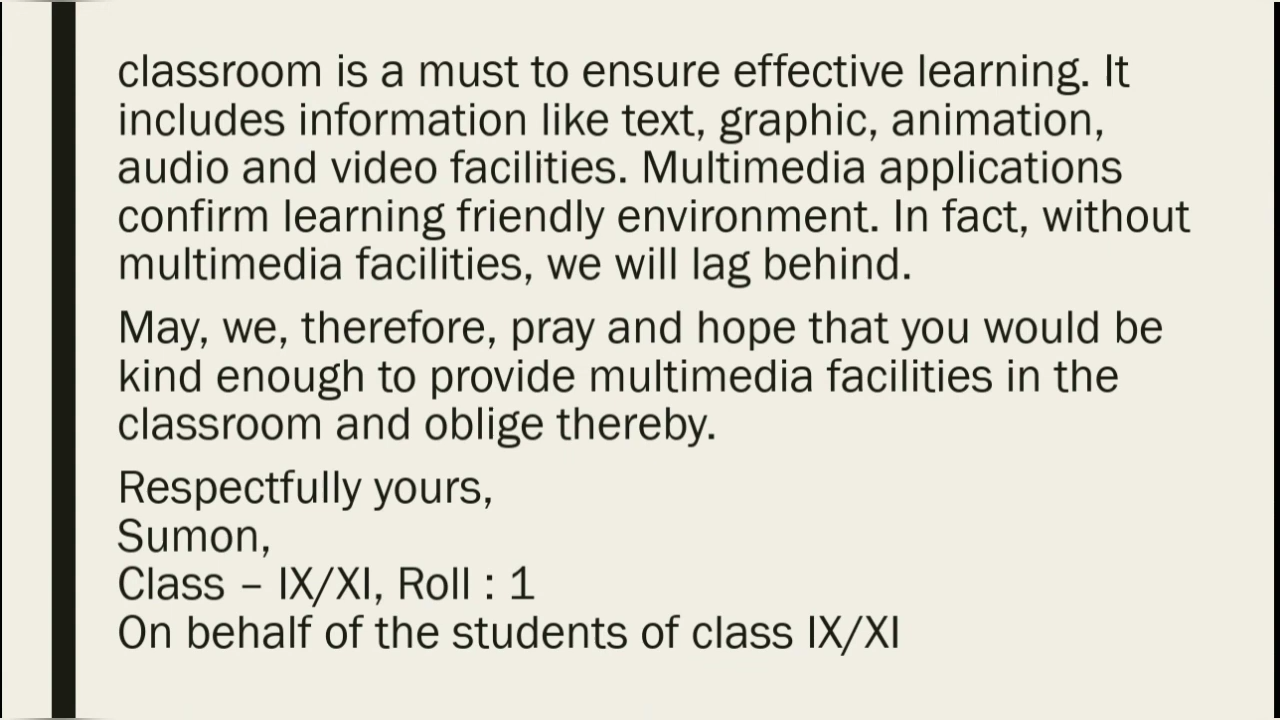 classroom is a must to ensure effective learning. It
includes information like text, graphic, animation,
audio and video facilities. Multimedia applications
confirm learning friendly environment. In fact, without
multimedia facilities, we will lag behind.
May, we, therefore, pray and hope that you would be
kind enough to provide multimedia facilities in the
classroom and oblige thereby.
Respectfully yours,
Sumon,
Class – IX/XI, Roll : 1
On behalf of the students of class IX/XI